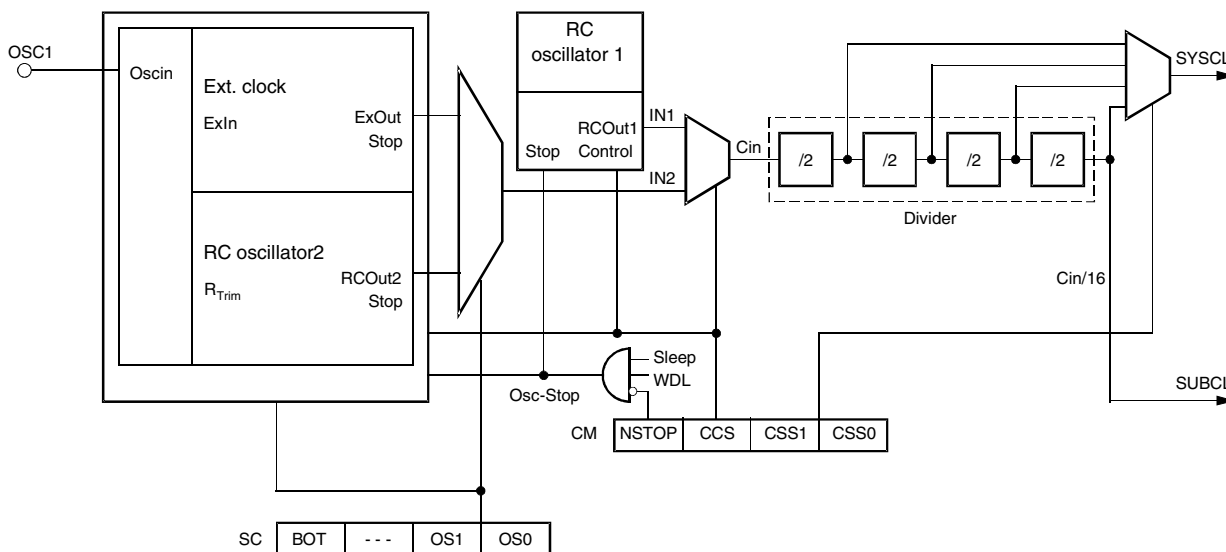 OSC1
Oscin
Ext. clock
ExIn
ExOut
Stop
RC oscillator2
RTrim
RCOut2
Stop
RC
oscillator 1
RCOut1
Stop Control
IN1
IN2
Cin
/2 /2 /2 /2
Divider
SYSCL
Cin/16
SUBCL
Sleep
WDL
Osc-Stop
CM NSTOP CCS CSS1 CSS0
SC BOT - - - OS1 OS0